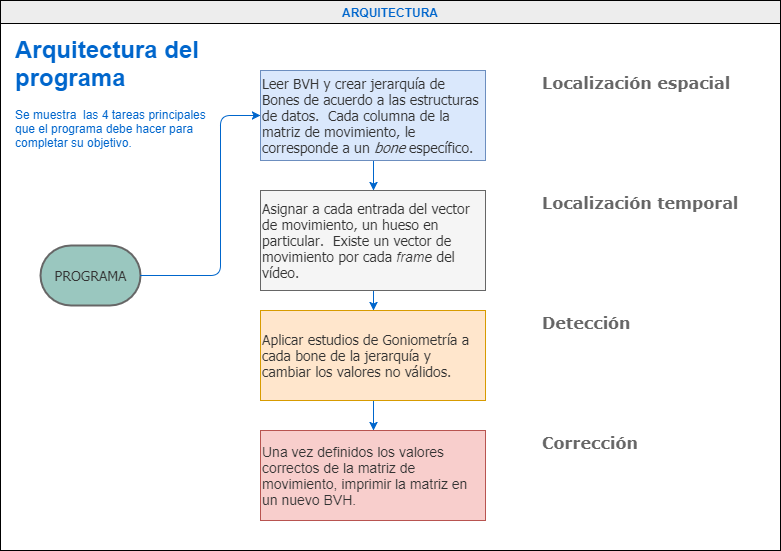 ARQUITECTURA
Arquitectura del
programa
Se muestra las 4 tareas principales
que el programa debe hacer para
completar su objetivo.
PROGRAMA
Leer BVH y crear jerarquía de
Bones de acuerdo a las estructuras
de datos. Cada columna de la
matriz de movimiento, le
corresponde a un bone específico.
Localización espacial
Asignar a cada entrada del vector
de movimiento, un hueso en
particular. Existe un vector de
movimiento por cada frame del
vídeo.
Localización temporal
Aplicar estudios de Goniometría a
cada bone de la jerarquía y
cambiar los valores no válidos.
Detección
Una vez definidos los valores
correctos de la matriz de
movimiento, imprimir la matriz en
un nuevo BVH.
Corrección